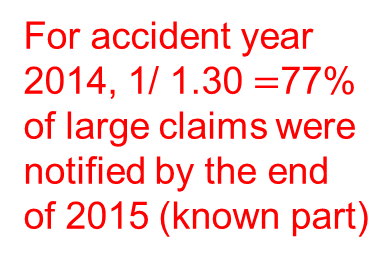 For accident year
2014, 1/ 1.30 =77%
of large claims were
notified by the end
of 2015 (known part)